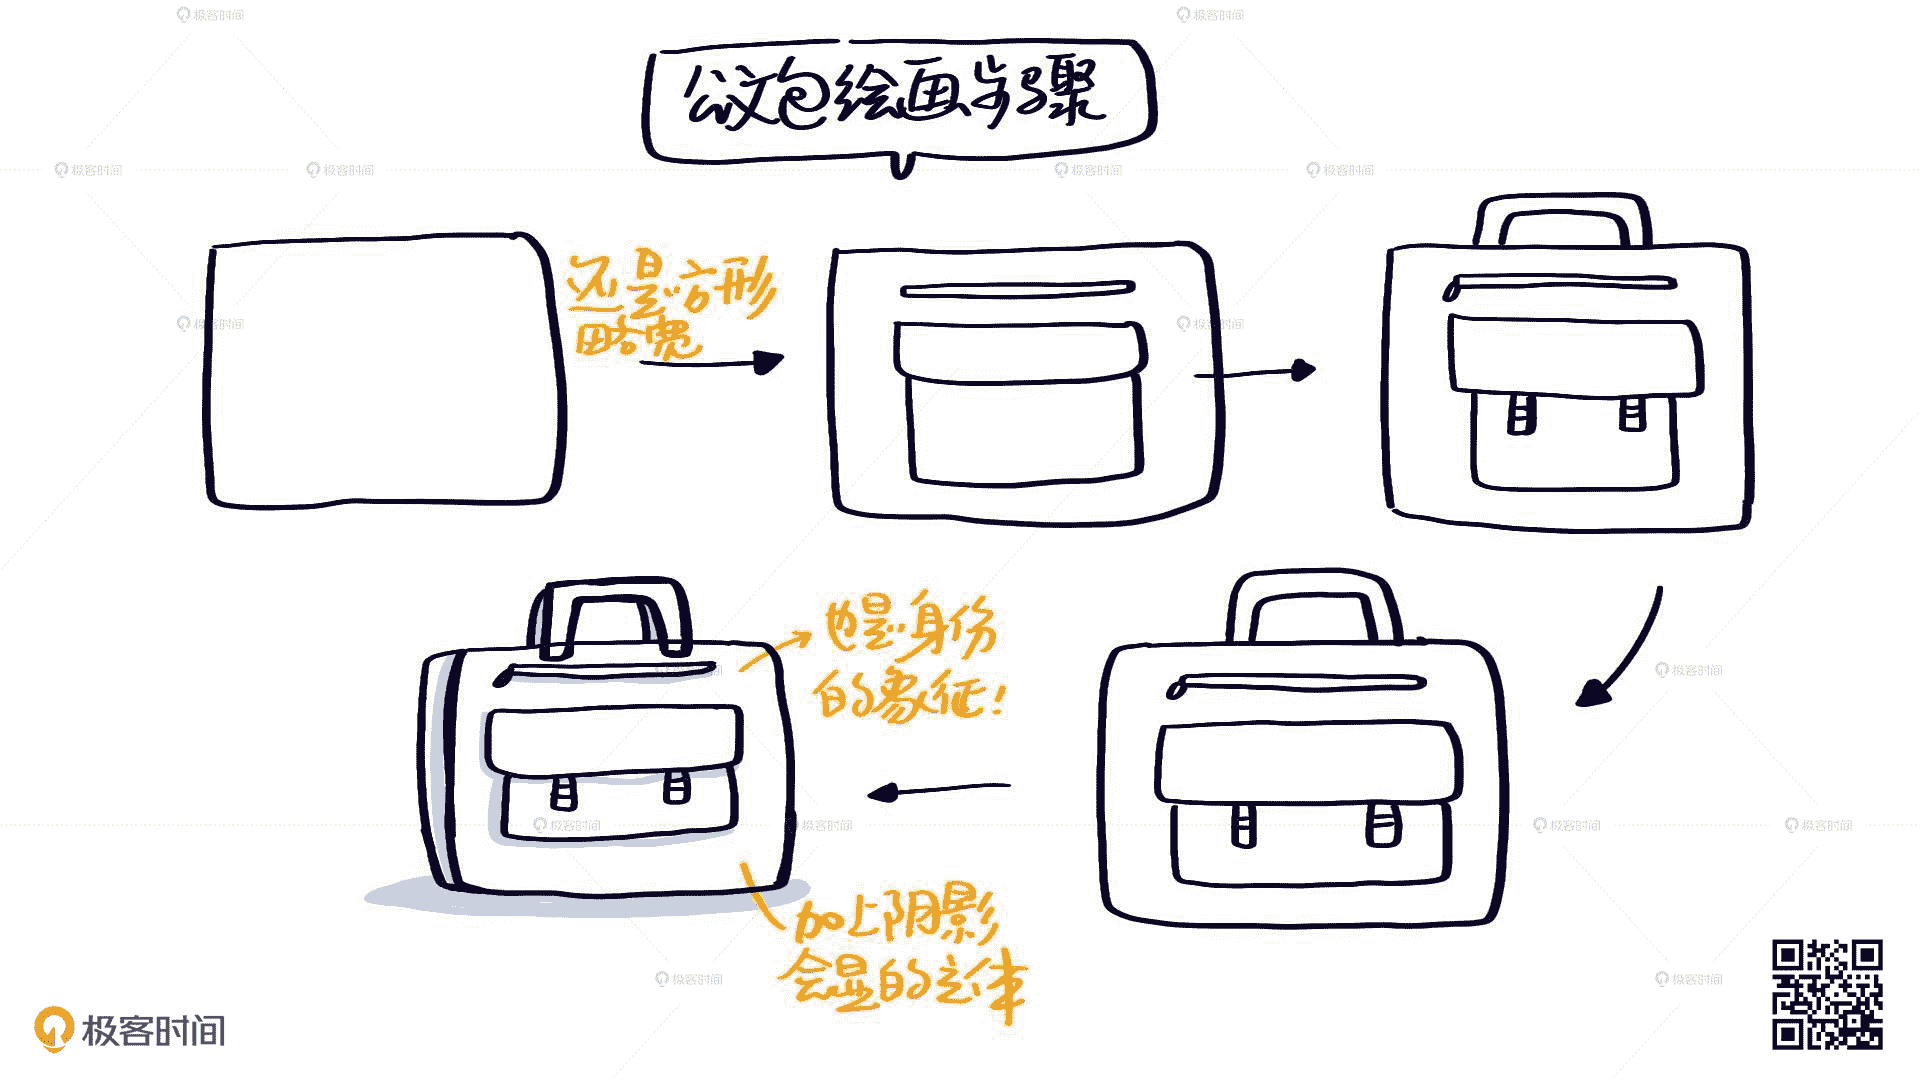 公文包绘画步骤
还是方形
略宽
也是身份
的象征!
加上阴影
会显的立体
极客时间